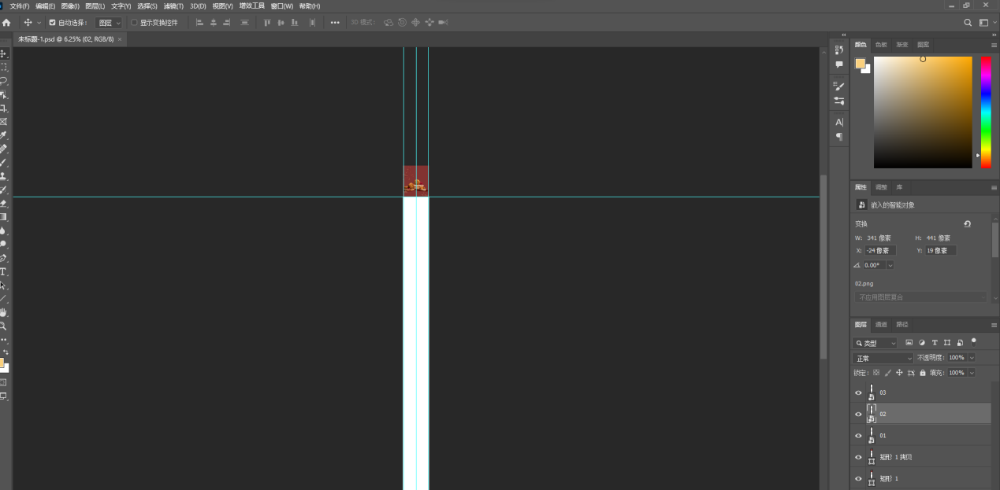 文件(F) 编辑(E) 图像(I) 图层(L) 文字(Y) 选择(S) 滤镜(T) 3D(D) 视图(V) 增效工具 窗口(W) 帮助(H)
自动选择: 图层 显示变换控件 3D 模式:
未标题-1.psd @ 6.25% (02, RGB/8) ×
颜色 色板 渐变 图案
属性 调整 库
嵌入的智能对象
变换
W: 341 像素 H: 441 像素
X: -24 像素 Y: 19 像素
0.00°
02.png
不应用图层复合
图层 通道 路径
类型
正常 不透明度: 100%
锁定: 填充: 100%
03
02
01
矩形 1 拷贝
矩形 1